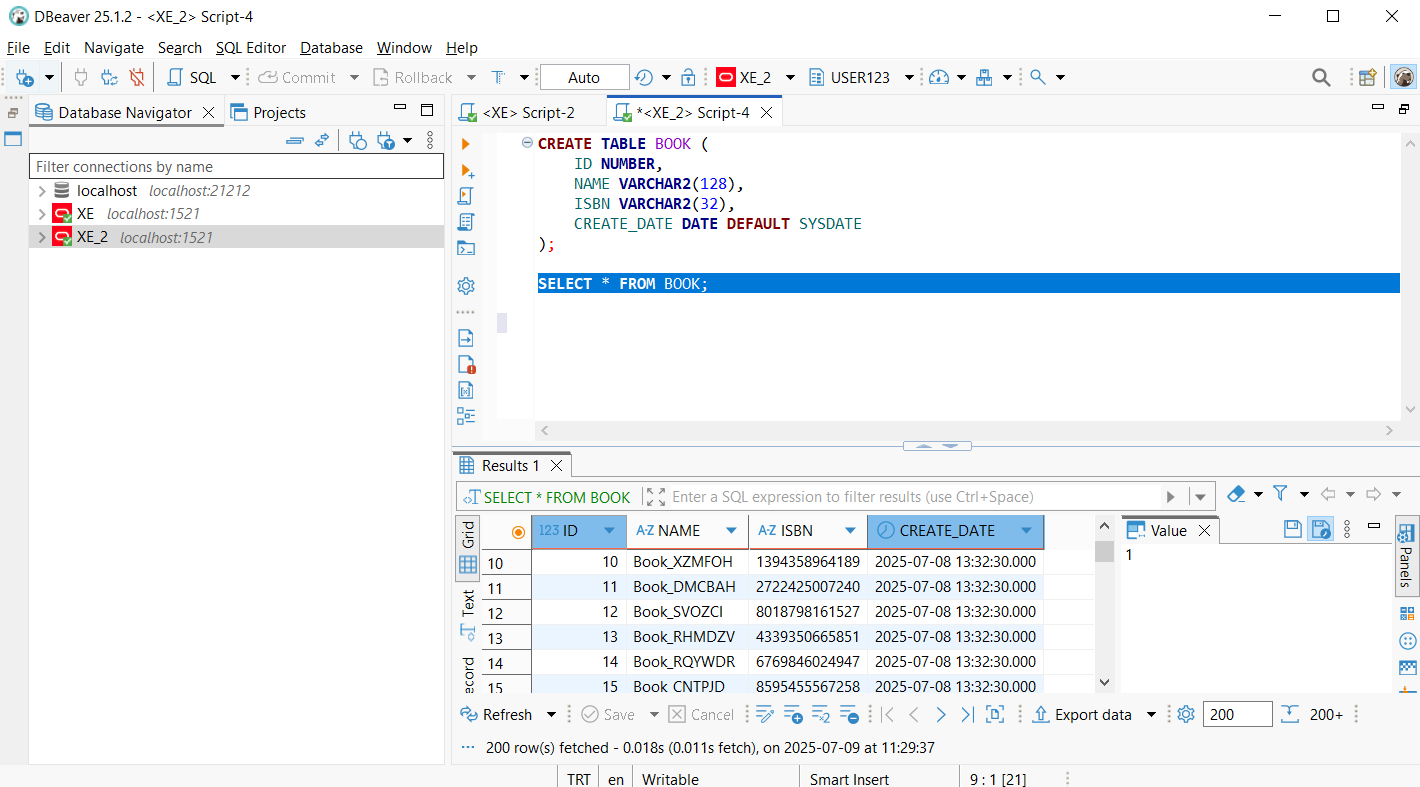 DBeaver 25.1.2 - <XE_2> Script-4
File Edit Navigate Search SQL Editor Database Window Help
SQL Commit Rollback T Auto XE_2 USER123
Database Navigator Projects
Filter connections by name
localhost localhost:21212
XE localhost:1521
XE_2 localhost:1521
<XE> Script-2 *<XE_2> Script-4
CREATE TABLE BOOK (
ID NUMBER,
NAME VARCHAR2(128),
ISBN VARCHAR2(32),
CREATE_DATE DATE DEFAULT SYSDATE
);
SELECT * FROM BOOK;
Results 1
SELECT * FROM BOOK Enter a SQL expression to filter results (use Ctrl+Space)
Grid
Text
ecord
123 ID A-Z NAME A-Z ISBN CREATE_DATE
10 10 Book_XZMFOH 1394358964189 2025-07-08 13:32:30.000
11 11 Book_DMCBAH 2722425007240 2025-07-08 13:32:30.000
12 12 Book_SVOZCI 8018798161527 2025-07-08 13:32:30.000
13 13 Book_RHMDZV 4339350665851 2025-07-08 13:32:30.000
14 14 Book_RQYWDR 6769846024947 2025-07-08 13:32:30.000
15 15 Book_CNTPJD 8595455567258 2025-07-08 13:32:30.000
Value
1
Panels
Refresh Save Cancel Export data 200 200+
200 row(s) fetched - 0.018s (0.011s fetch), on 2025-07-09 at 11:29:37
TRT en Writable Smart Insert 9 : 1 [21]